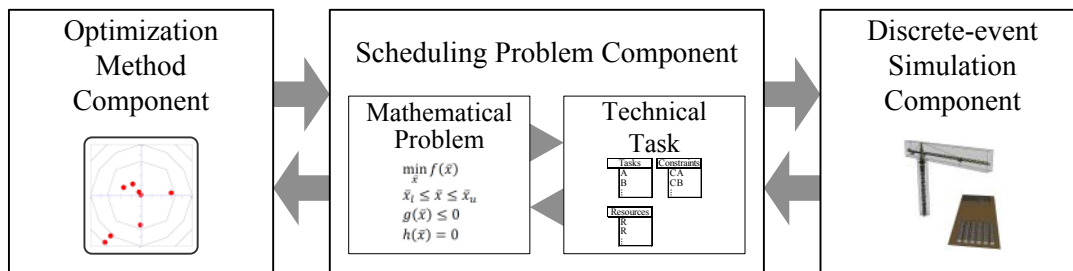 Optimization
Method
Component
Scheduling Problem Component
Mathematical
Problem
min f(x̄)
x̄
x̄ₗ ≤ x̄ ≤ x̄ᵤ
g(x̄) ≤ 0
h(x̄) = 0
Technical
Task
Tasks
A
B
⋮
Constraints
CA
CB
⋮
Resources
R
R
⋮
Discrete-event
Simulation
Component